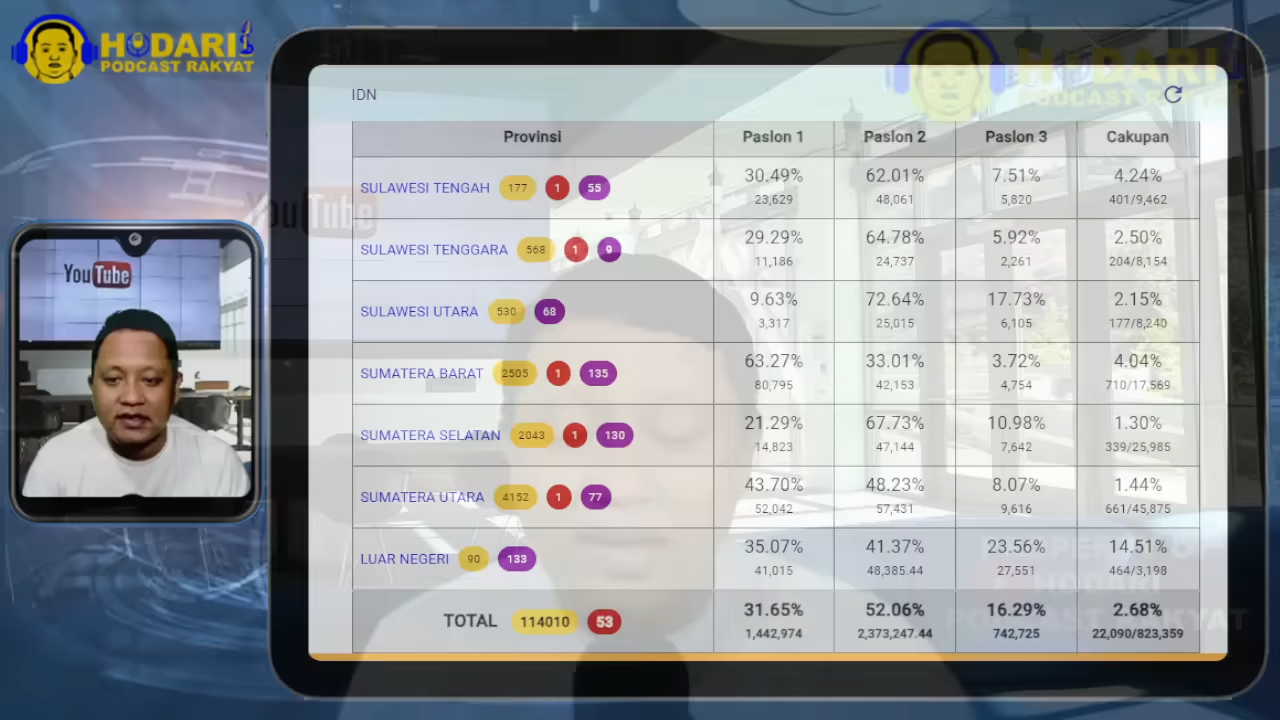 HODARI
PODCAST RAKYAT
HODARI
PODCAST RAKYAT
IDN
Provinsi Paslon 1 Paslon 2 Paslon 3 Cakupan
SULAWESI TENGAH 177 1 55 30.49% 62.01% 7.51% 4.24%
23,629 48,061 5,820 401/9,462
SULAWESI TENGGARA 568 1 9 29.29% 64.78% 5.92% 2.50%
11,186 24,737 2,261 204/8,154
SULAWESI UTARA 530 68 9.63% 72.64% 17.73% 2.15%
3,317 25,015 6,105 177/8,240
SUMATERA BARAT 2505 1 135 63.27% 33.01% 3.72% 4.04%
80,795 42,153 4,754 710/17,569
SUMATERA SELATAN 2043 1 130 21.29% 67.73% 10.98% 1.30%
14,823 47,144 7,642 339/25,985
SUMATERA UTARA 4152 1 77 43.70% 48.23% 8.07% 1.44%
52,042 57,431 9,616 661/45,875
LUAR NEGERI 90 133 35.07% 41.37% 23.56% 14.51%
41,015 48,385.44 27,551 464/3,198
TOTAL 114010 53 31.65% 52.06% 16.29% 2.68%
1,442,974 2,373,247.44 742,725 22,090/823,359
YouTube
YouTube
HODARI
PODCAST RAKYAT